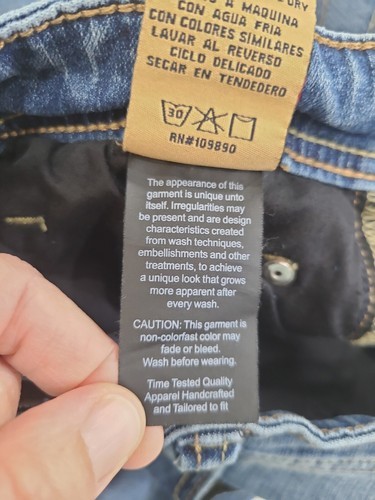 A MAQUINA
CON AGUA FRIA
CON COLORES SIMILARES
LAVAR AL REVERSO
CICLO DELICADO
SECAR EN TENDEDERO
30
RN#109890
The appearance of this
garment is unique unto
itself. Irregularities may
be present and are design
characteristics created
from wash techniques,
embellishments and other
treatments, to achieve
a unique look that grows
more apparent after
every wash.
CAUTION: This garment is
non-colorfast color may
fade or bleed.
Wash before wearing.
Time Tested Quality
Apparel Handcrafted
and Tailored to fit